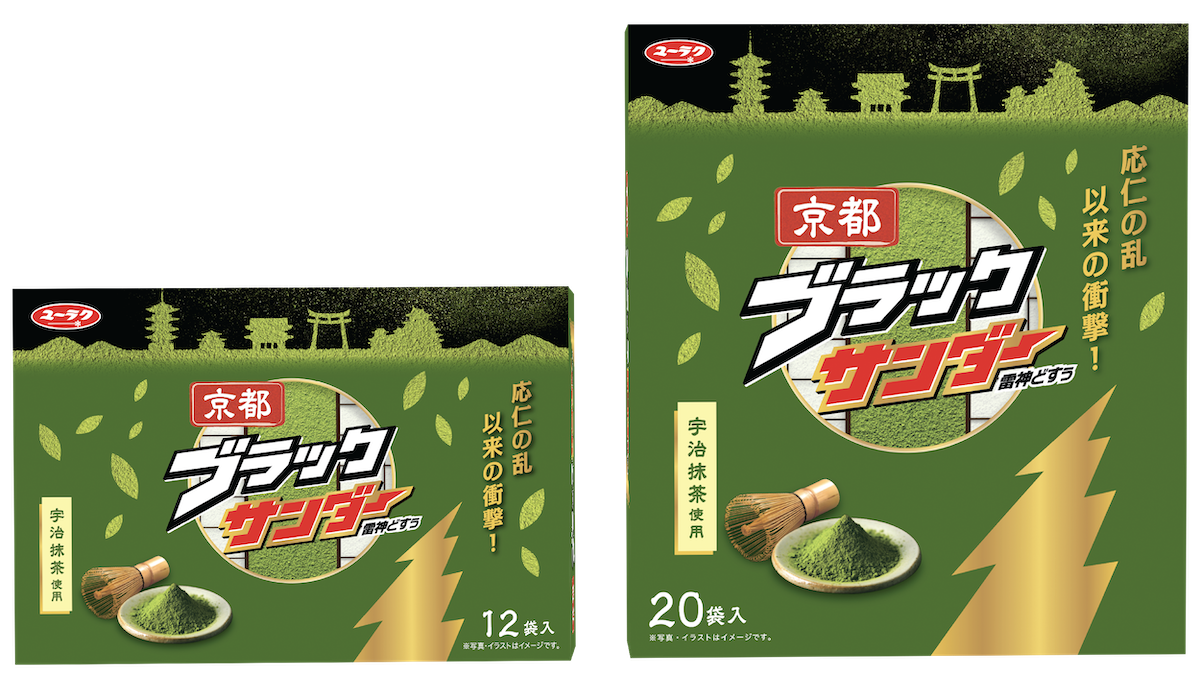 ユーラク
京都
ブラック
サンダー
雷神どすぅ
応仁の乱
以来の衝撃!
宇治抹茶使用
12袋入
※写真・イラストはイメージです。
ユーラク
京都
ブラック
サンダー
雷神どすぅ
応仁の乱
以来の衝撃!
宇治抹茶使用
20袋入
※写真・イラストはイメージです。